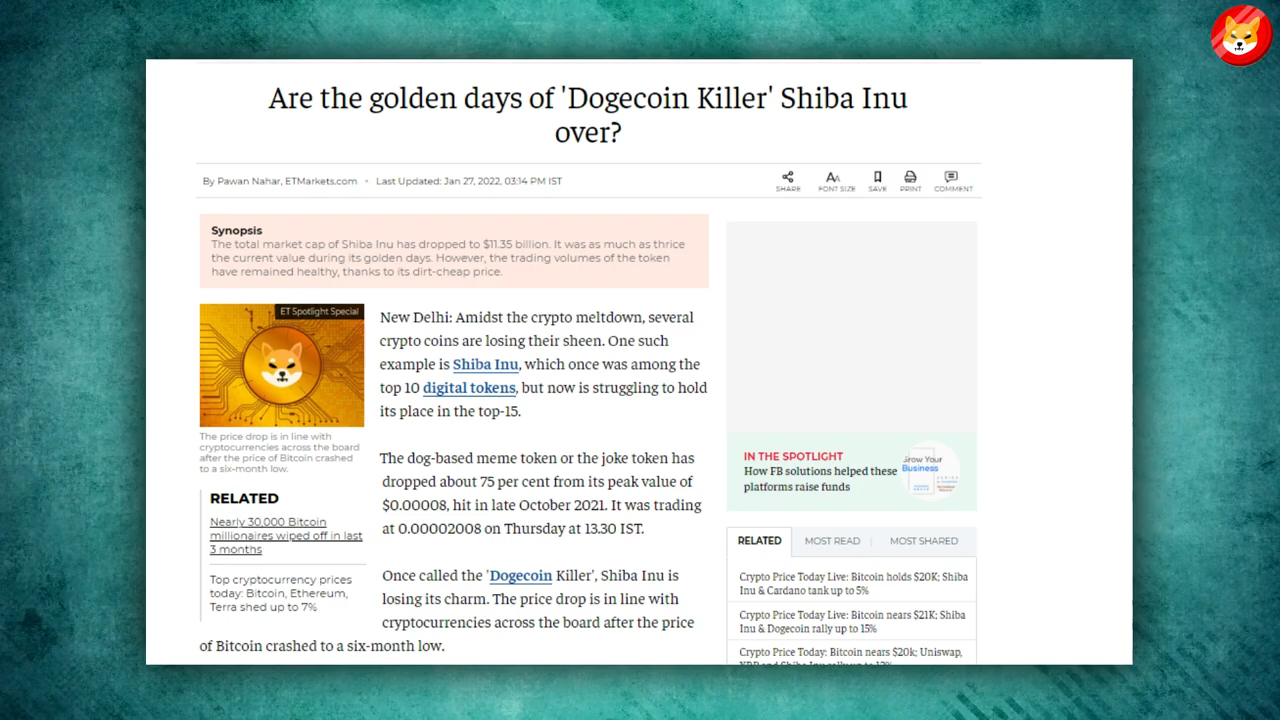 Are the golden days of 'Dogecoin Killer' Shiba Inu
over?
By Pawan Nahar, ETMarkets.com • Last Updated: Jan 27, 2022, 03:14 PM IST
SHARE
FONT SIZE
SAVE
PRINT
COMMENT
Synopsis
The total market cap of Shiba Inu has dropped to $11.35 billion. It was as much as thrice
the current value during its golden days. However, the trading volumes of the token
have remained healthy, thanks to its dirt-cheap price.
ET Spotlight Special
The price drop is in line with
cryptocurrencies across the board
after the price of Bitcoin crashed
to a six-month low.
RELATED
Nearly 30,000 Bitcoin
millionaires wiped off in last
3 months
Top cryptocurrency prices
today: Bitcoin, Ethereum,
Terra shed up to 7%
New Delhi: Amidst the crypto meltdown, several
crypto coins are losing their sheen. One such
example is Shiba Inu, which once was among the
top 10 digital tokens, but now is struggling to hold
its place in the top-15.
The dog-based meme token or the joke token has
dropped about 75 per cent from its peak value of
$0.00008, hit in late October 2021. It was trading
at 0.00002008 on Thursday at 13.30 IST.
Once called the 'Dogecoin Killer', Shiba Inu is
losing its charm. The price drop is in line with
cryptocurrencies across the board after the price
of Bitcoin crashed to a six-month low.
IN THE SPOTLIGHT
How FB solutions helped these
platforms raise funds
Grow Your
Business
RELATED
MOST READ
MOST SHARED
Crypto Price Today Live: Bitcoin holds $20K; Shiba
Inu & Cardano tank up to 5%
Crypto Price Today Live: Bitcoin nears $21K; Shiba
Inu & Dogecoin rally up to 15%
Crypto Price Today: Bitcoin nears $20k; Uniswap,